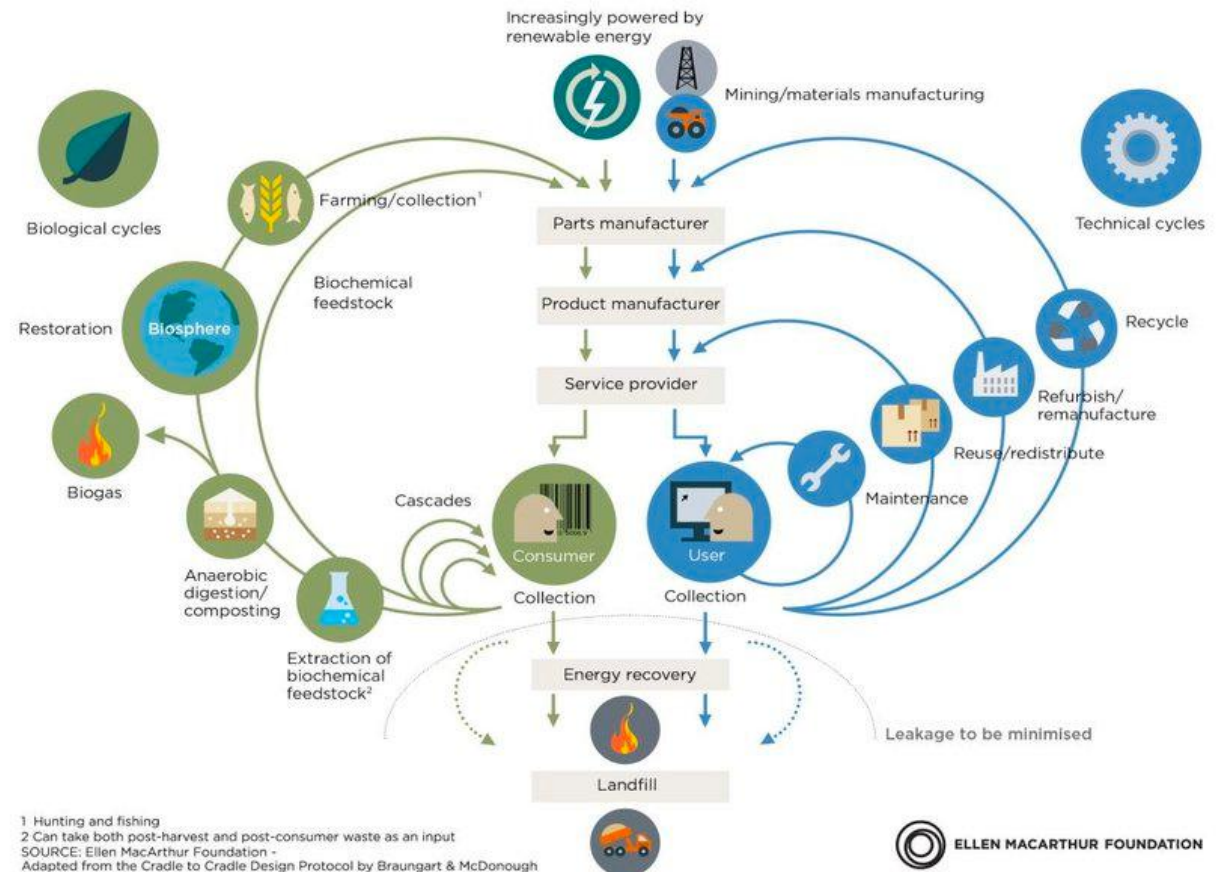 Increasingly powered by
renewable energy
Mining/materials manufacturing
Biological cycles
Farming/collection¹
Technical cycles
Parts manufacturer
Biochemical
feedstock
Product manufacturer
Restoration
Biosphere
Recycle
Service provider
Refurbish/
remanufacture
Reuse/redistribute
Biogas
Cascades
Maintenance
Consumer
User
Anaerobic
digestion/
composting
Collection
Collection
Extraction of
biochemical
feedstock²
Energy recovery
Leakage to be minimised
Landfill
1 Hunting and fishing
2 Can take both post-harvest and post-consumer waste as an input
SOURCE: Ellen MacArthur Foundation -
Adapted from the Cradle to Cradle Design Protocol by Braungart & McDonough
ELLEN MACARTHUR FOUNDATION